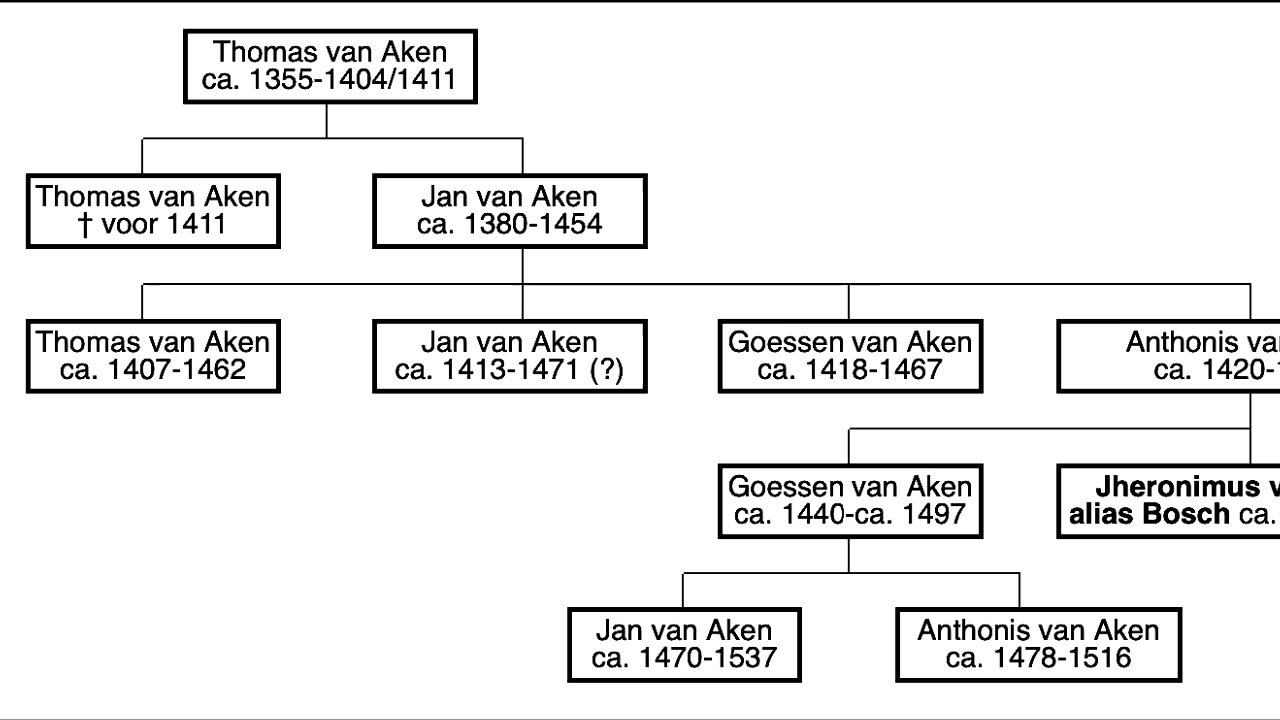 Thomas van Aken
ca. 1355-1404/1411
Thomas van Aken
† voor 1411
Jan van Aken
ca. 1380-1454
Thomas van Aken
ca. 1407-1462
Jan van Aken
ca. 1413-1471 (?)
Goessen van Aken
ca. 1418-1467
Anthonis
ca. 1420-
Goessen van Aken
ca. 1440-ca. 1497
Jheronimus
alias Bosch ca.
Jan van Aken
ca. 1470-1537
Anthonis van Aken
ca. 1478-1516